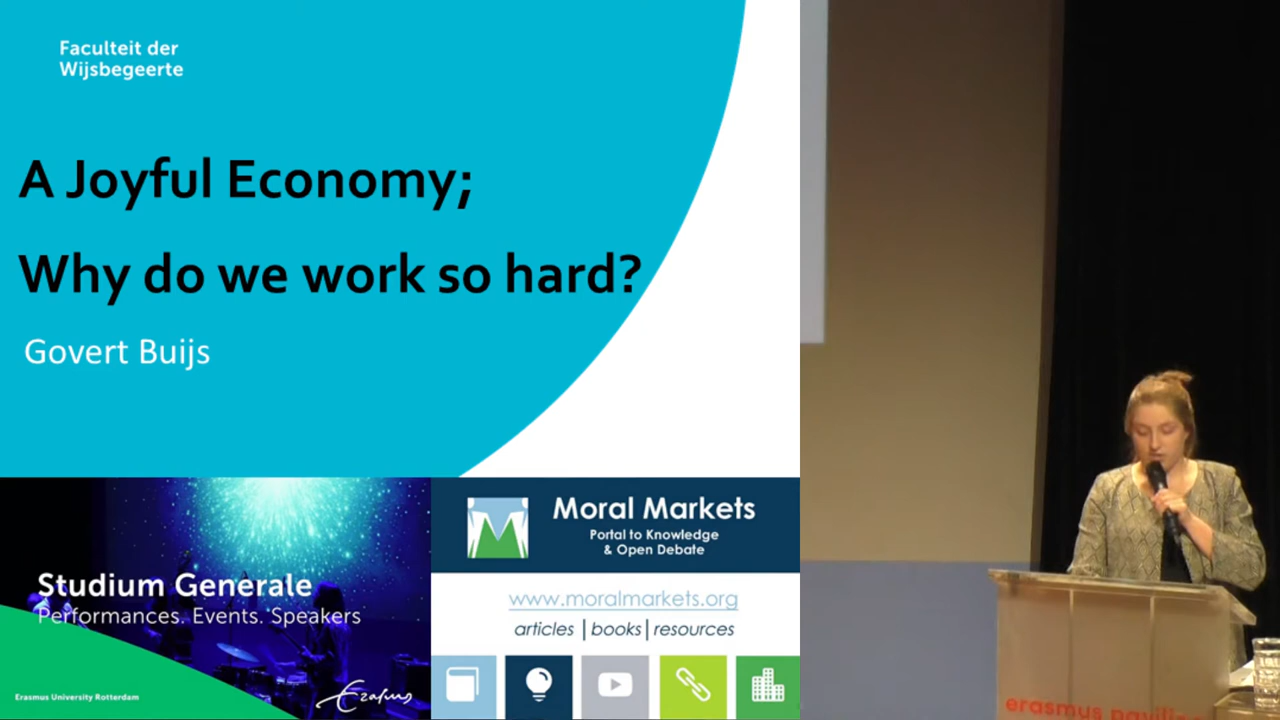 Faculteit der
Wijsbegeerte
A Joyful Economy;
Why do we work so hard?
Govert Buijs
Studium Generale
Performances. Events. Speakers
Erasmus University Rotterdam
Erasmus
Moral Markets
Portal to Knowledge
& Open Debate
www.moralmarkets.org
articles | books | resources
erasmus